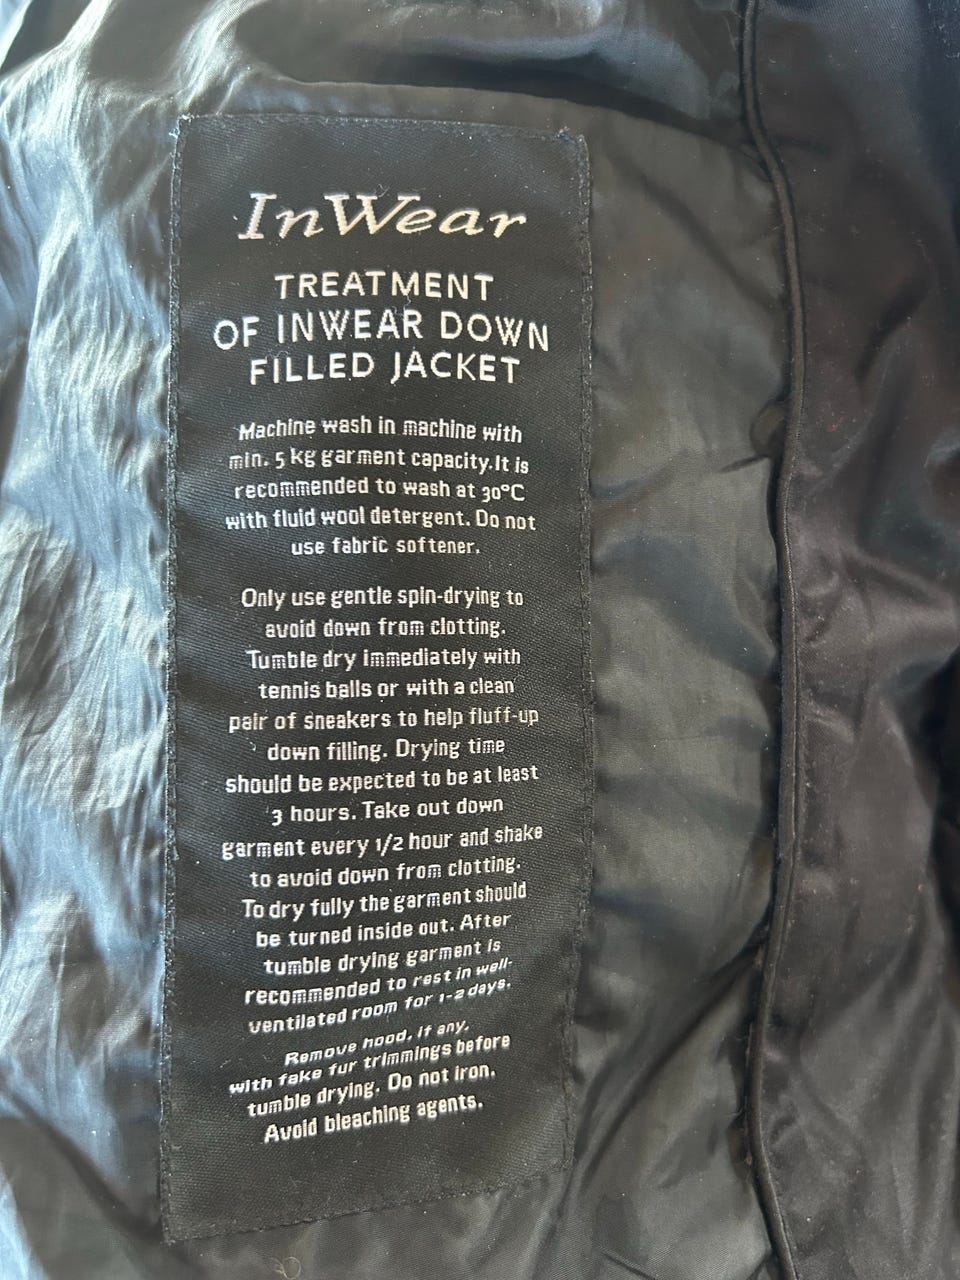 InWear
TREATMENT
OF INWEAR DOWN
FILLED JACKET
Machine wash in machine with
min. 5 kg garment capacity.It is
recommended to wash at 30°C
with fluid wool detergent. Do not
use fabric softener.
Only use gentle spin-drying to
avoid down from clotting.
Tumble dry immediately with
tennis balls or with a clean
pair of sneakers to help fluff-up
down filling. Drying time
should be expected to be at least
3 hours. Take out down
garment every 1/2 hour and shake
to avoid down from clotting.
To dry fully the garment should
be turned inside out. After
tumble drying garment is
recommended to rest in well-
ventilated room for 1-2 days.
Remove hood, if any,
with fake fur trimmings before
tumble drying. Do not iron.
Avoid bleaching agents.